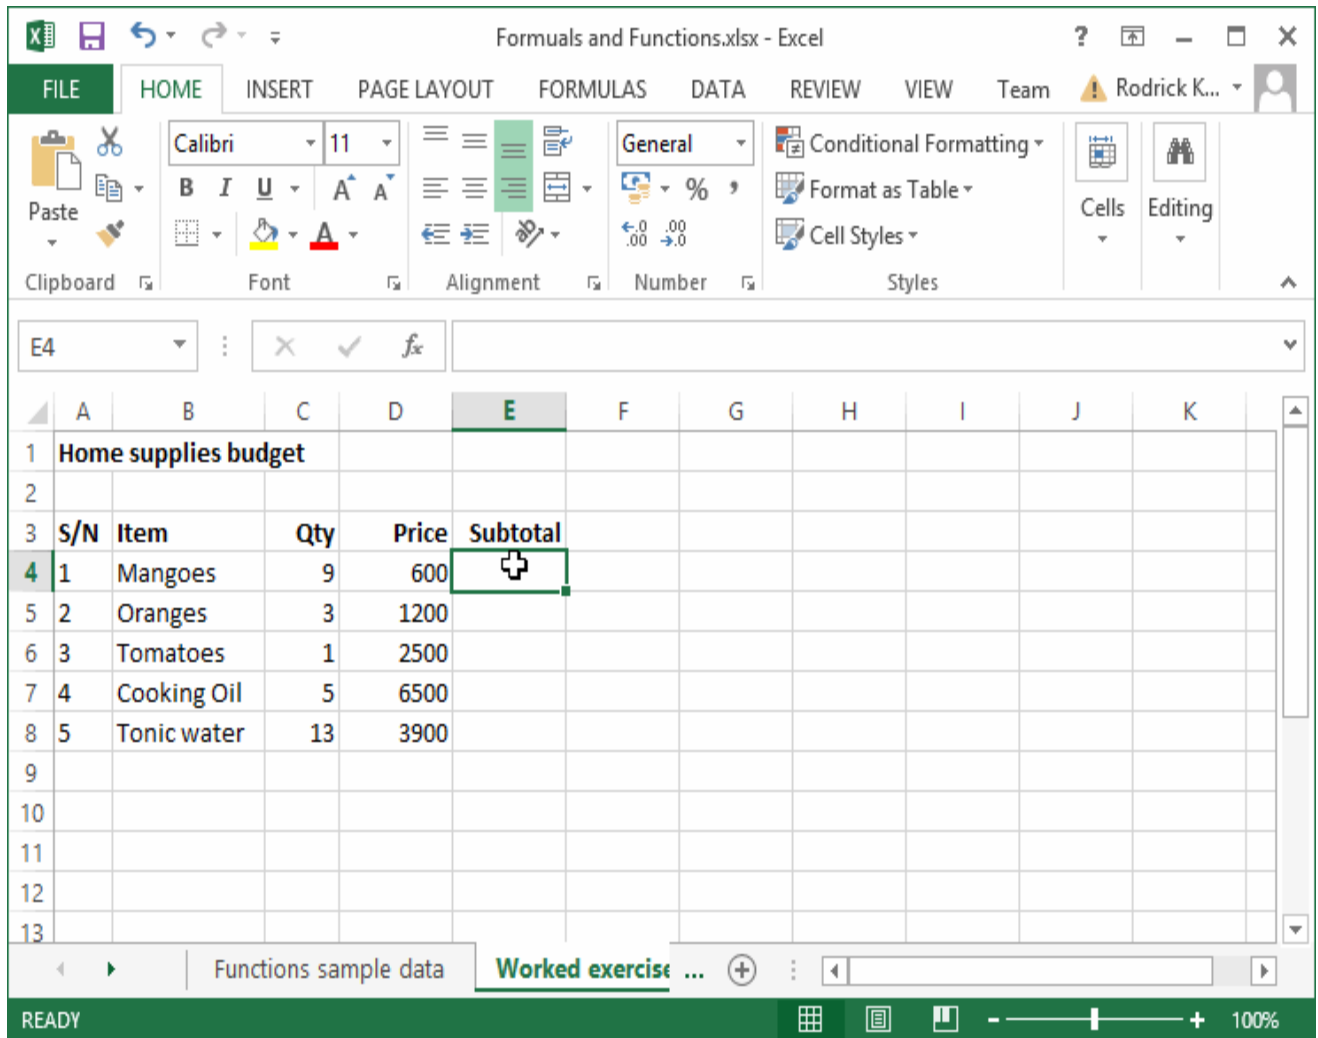 Formuals and Functions.xlsx - Excel ?
FILE HOME INSERT PAGE LAYOUT FORMULAS DATA REVIEW VIEW Team Rodrick K...
Calibri 11 General Conditional Formatting
Paste B I U A A % , Format as Table Cells Editing
A .00 .0 Cell Styles
Clipboard Font Alignment Number Styles
E4 fx
A B C D E F G H I J K
1 Home supplies budget
2
3 S/N Item Qty Price Subtotal
4 1 Mangoes 9 600
5 2 Oranges 3 1200
6 3 Tomatoes 1 2500
7 4 Cooking Oil 5 6500
8 5 Tonic water 13 3900
9
10
11
12
13
Functions sample data Worked exercise ...
READY 100%